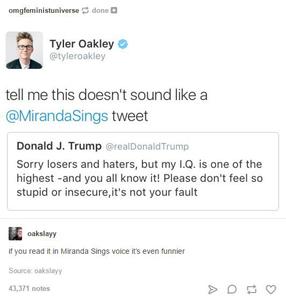 omgfeministuniverse done
Tyler Oakley
@tyleroakley
tell me this doesn't sound like a
@MirandaSings tweet
Donald J. Trump @realDonaldTrump
Sorry losers and haters, but my I.Q. is one of the
highest -and you all know it! Please don't feel so
stupid or insecure,it's not your fault
oakslayy
if you read it in Miranda Sings voice it's even funnier
Source: oakslayy
43,371 notes